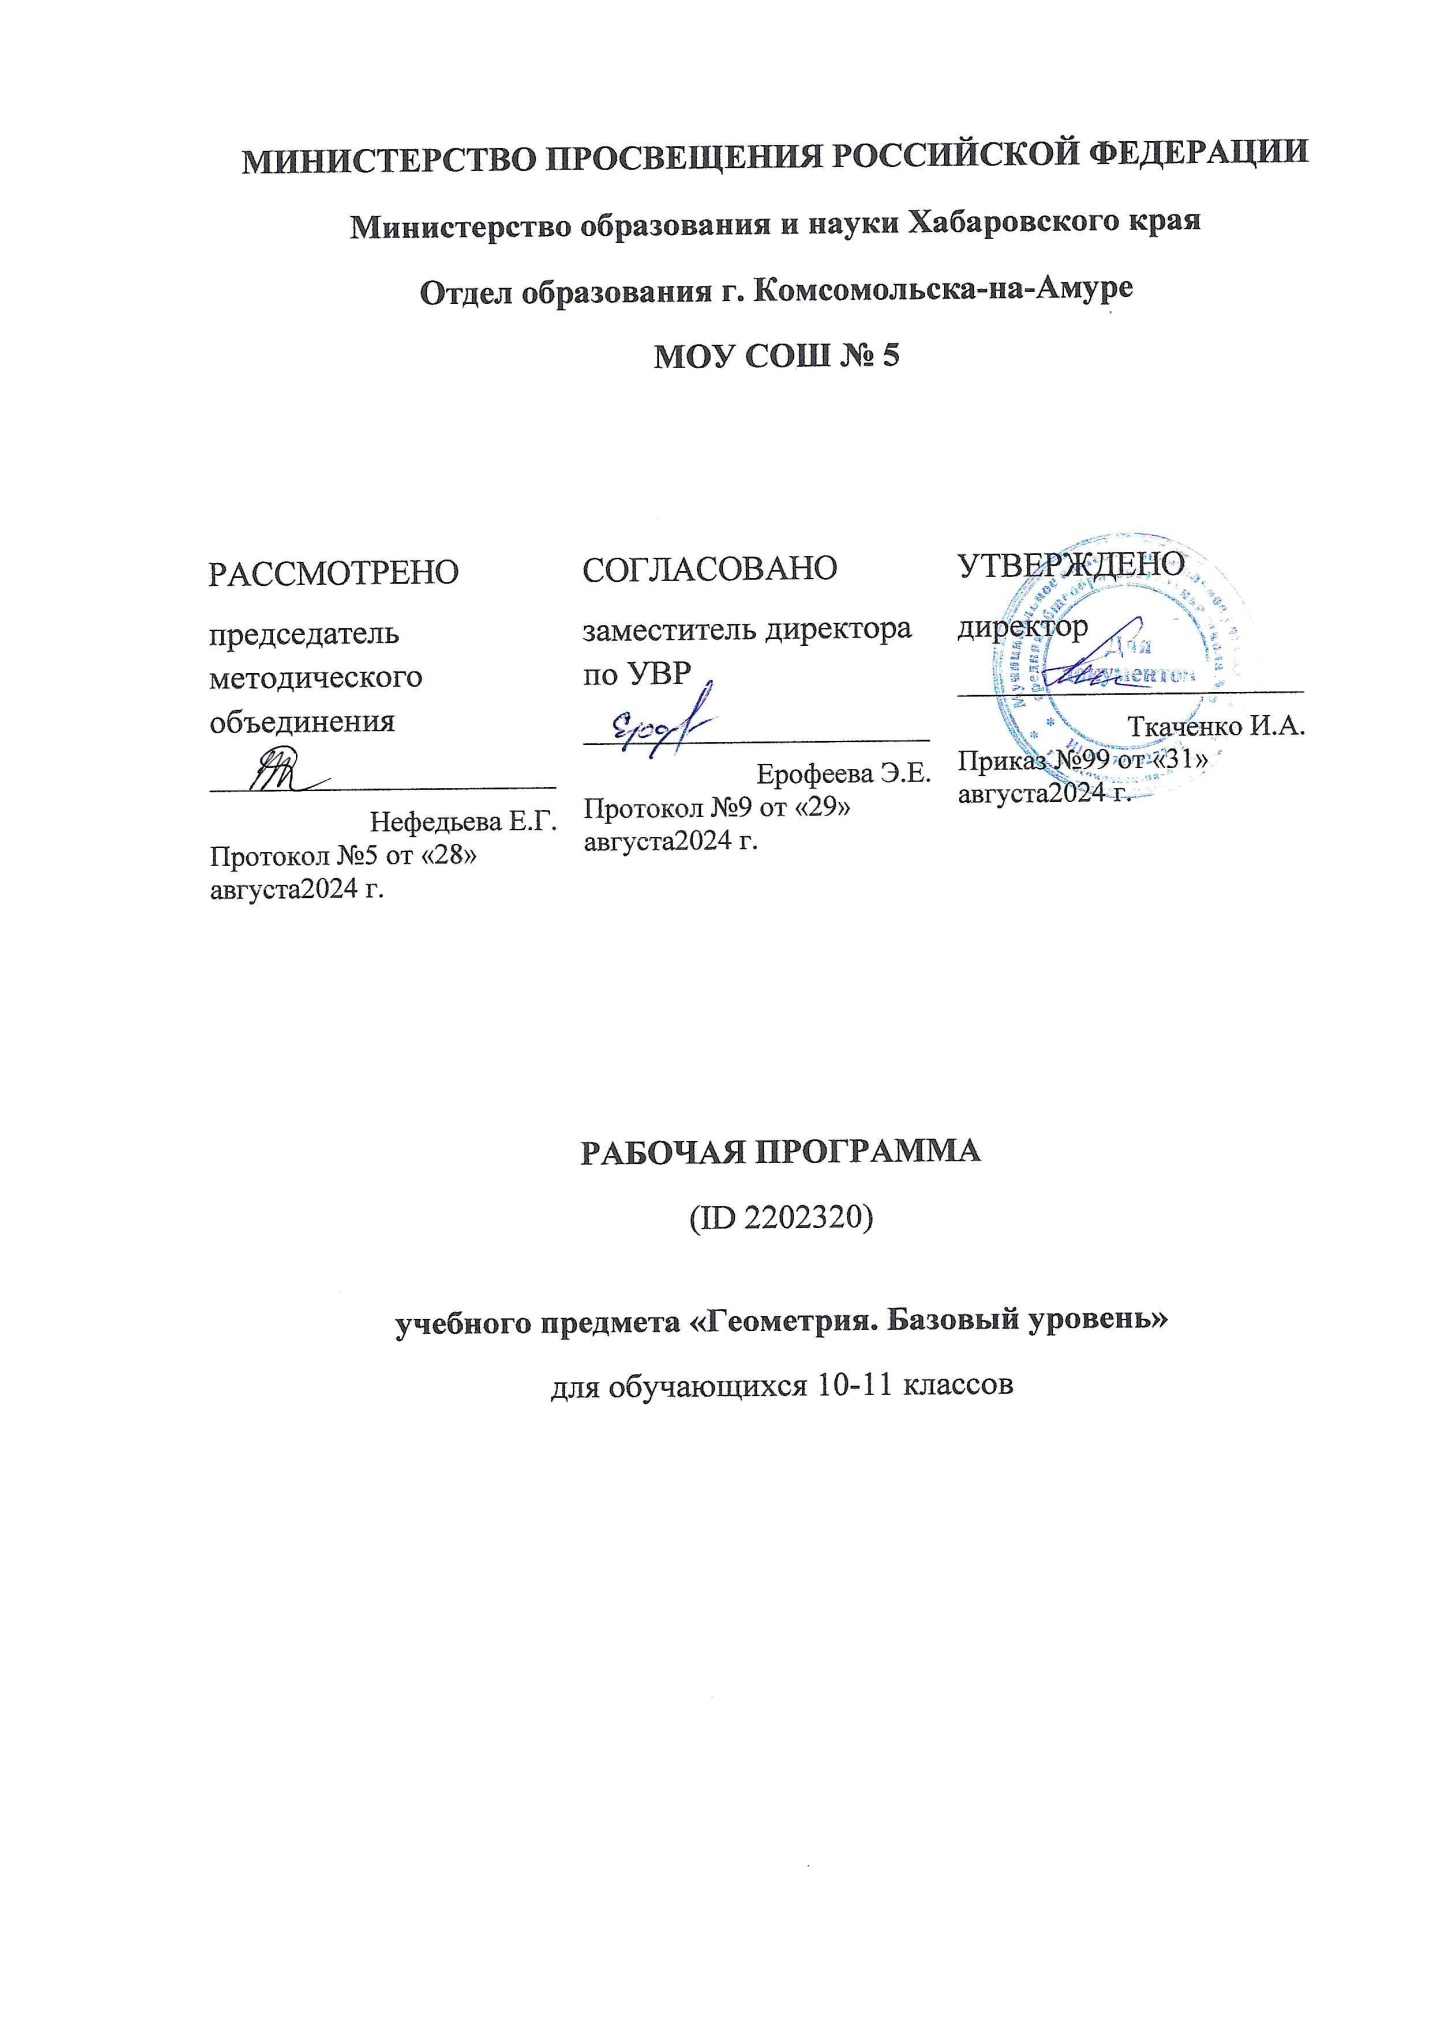 МИНИСТЕРСТВО ПРОСВЕЩЕНИЯ РОССИЙСКОЙ ФЕДЕРАЦИИ
Министерство образования и науки Хабаровского края
Отдел образования г. Комсомольска-на-Амуре
МОУ СОШ № 5
РАССМОТРЕНО
председатель
методического
объединения
Нефедьева Е.Г.
Протокол №5 от «28»
августа2024 г.
СОГЛАСОВАНО
заместитель директора
по УВР
Ероф
Ерофеева Э.Е.
Протокол №9 от «29»
августа2024 г.
УТВЕРЖДЕНО
директор
Для
документов
Ткаченко И.А.
Приказ №99 от «31»
августа2024 г.
РАБОЧАЯ ПРОГРАММА
(ID 2202320)
учебного предмета «Геометрия. Базовый уровень»
для обучающихся 10-11 классов